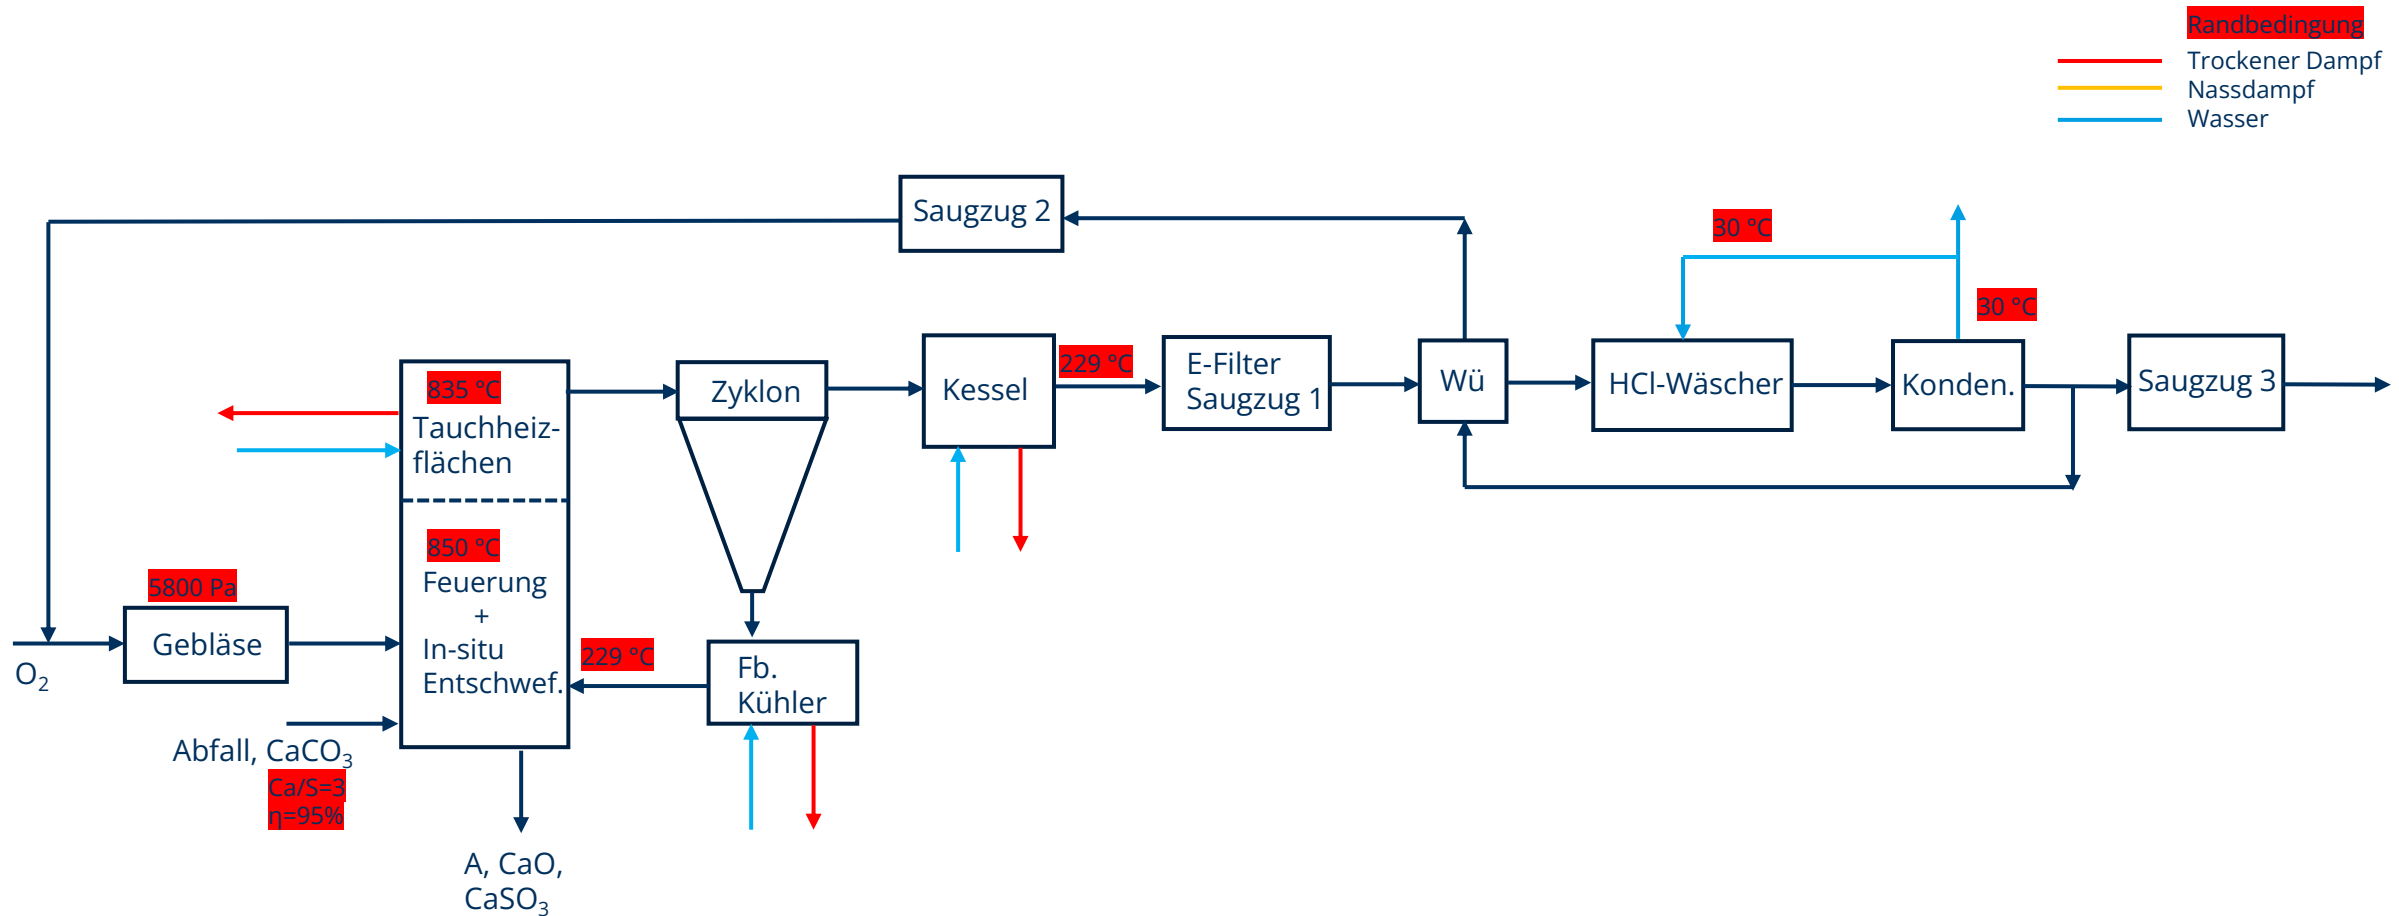 Randbedingung
Trockener Dampf
Nassdampf
Wasser
Saugzug 2
30 °C
30 °C
835 °C
Tauchheiz-
flächen
Zyklon
Kessel
229 °C
E-Filter
Saugzug 1
Wü
HCl-Wäscher
Konden.
Saugzug 3
850 °C
Feuerung
+
In-situ
Entschwef.
5800 Pa
Gebläse
O₂
229 °C
Fb.
Kühler
Abfall, CaCO₃
Ca/S=3
η=95%
A, CaO,
CaSO₃